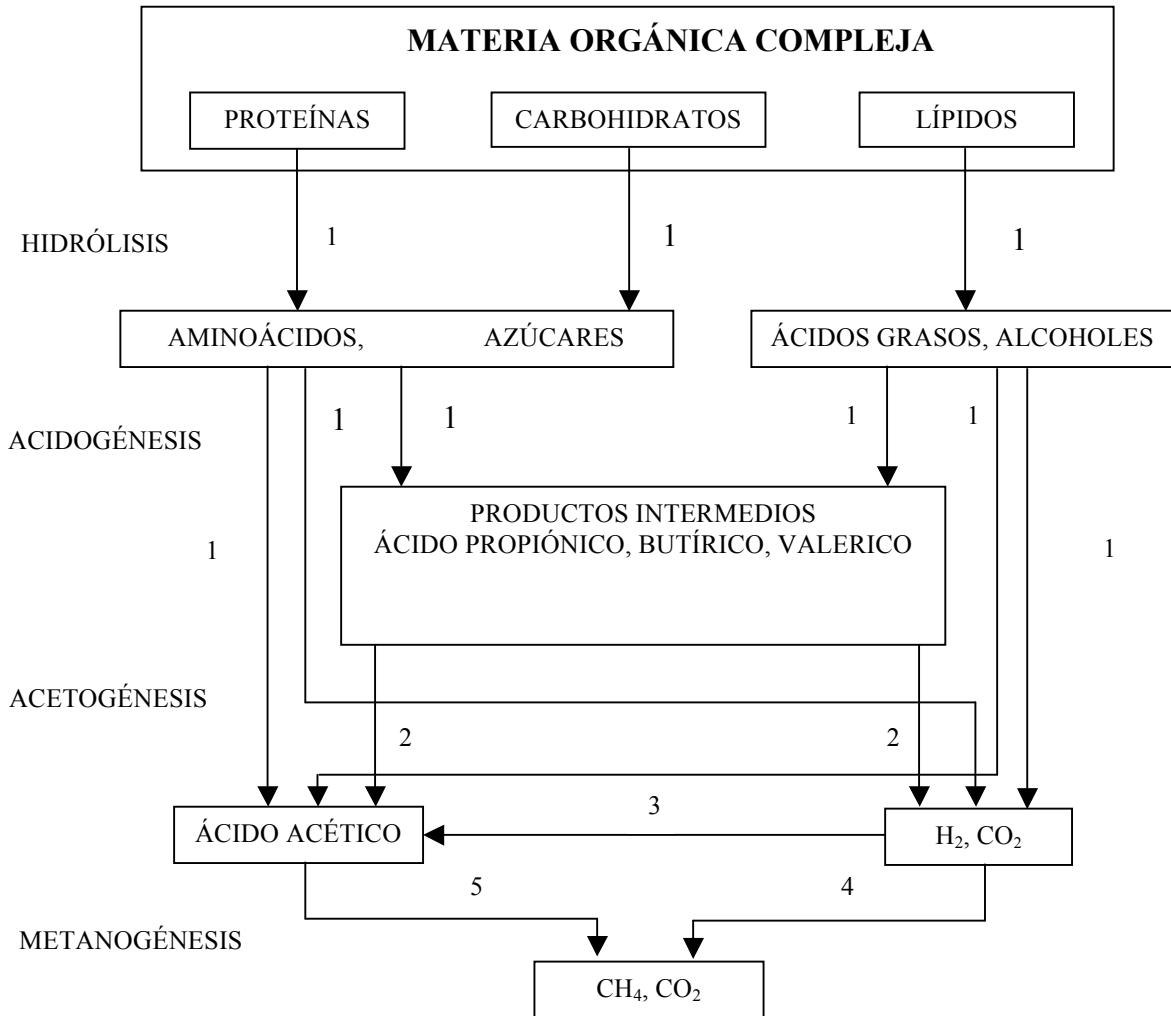 MATERIA ORGÁNICA COMPLEJA
PROTEÍNAS
CARBOHIDRATOS
LÍPIDOS
HIDRÓLISIS
1
1
1
AMINOÁCIDOS, AZÚCARES
ÁCIDOS GRASOS, ALCOHOLES
ACIDOGÉNESIS
1
1
1
1
PRODUCTOS INTERMEDIOS
ÁCIDO PROPIÓNICO, BUTÍRICO, VALERICO
1
1
ACETOGÉNESIS
2
2
ÁCIDO ACÉTICO
3
H₂, CO₂
5
4
METANOGÉNESIS
CH₄, CO₂